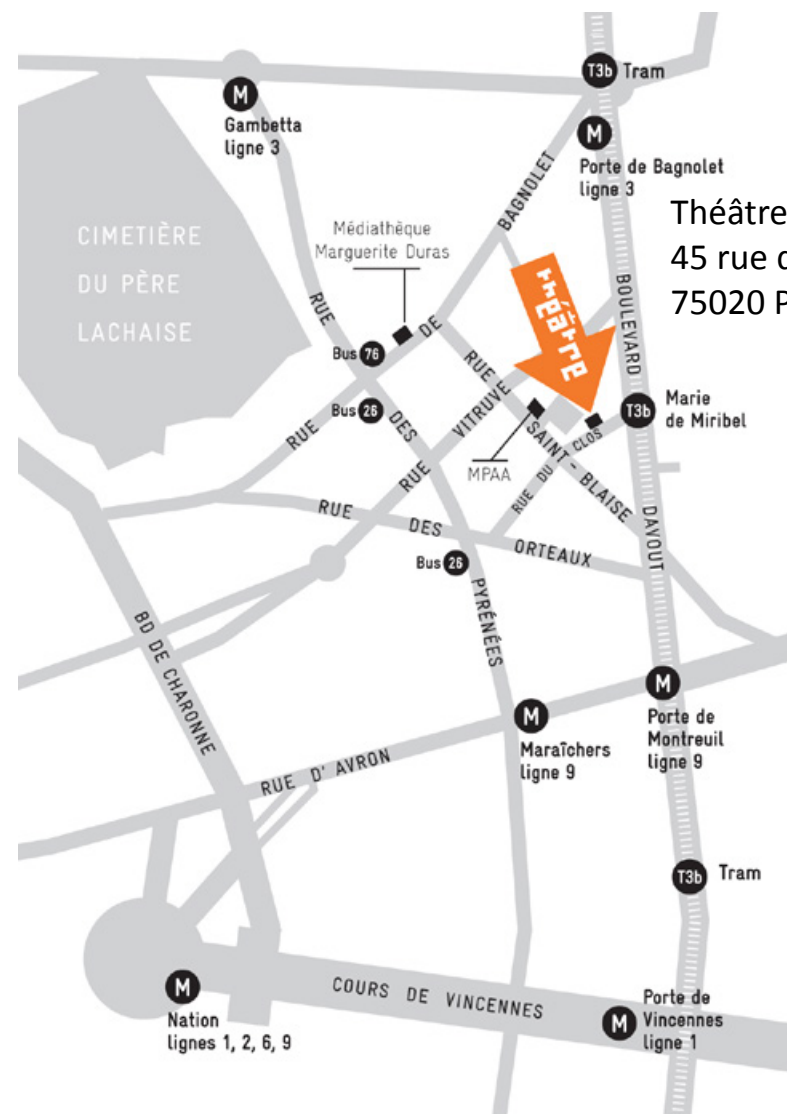 T3b Tram
M
Gambetta
ligne 3
M
Porte de Bagnolet
ligne 3
Théâtre
45 rue d
75020 P
CIMETIÈRE
DU PÈRE
LACHAISE
Médiathèque
Marguerite Duras
RUE DE BAGNOLET
théâtre
BOULEVARD DAVOUT
Bus 76
Bus 26
RUE DES PYRÉNÉES
RUE VITRUVE
RUE SAINT-BLAISE
MPAA
RUE DU CLOS
T3b
Marie
de Miribel
RUE DES ORTEAUX
Bus 26
BD DE CHARONNE
M
Maraîchers
ligne 9
M
Porte de
Montreuil
ligne 9
RUE D' AVRON
T3b Tram
M
Nation
lignes 1, 2, 6, 9
COURS DE VINCENNES
M
Porte de
Vincennes
ligne 1